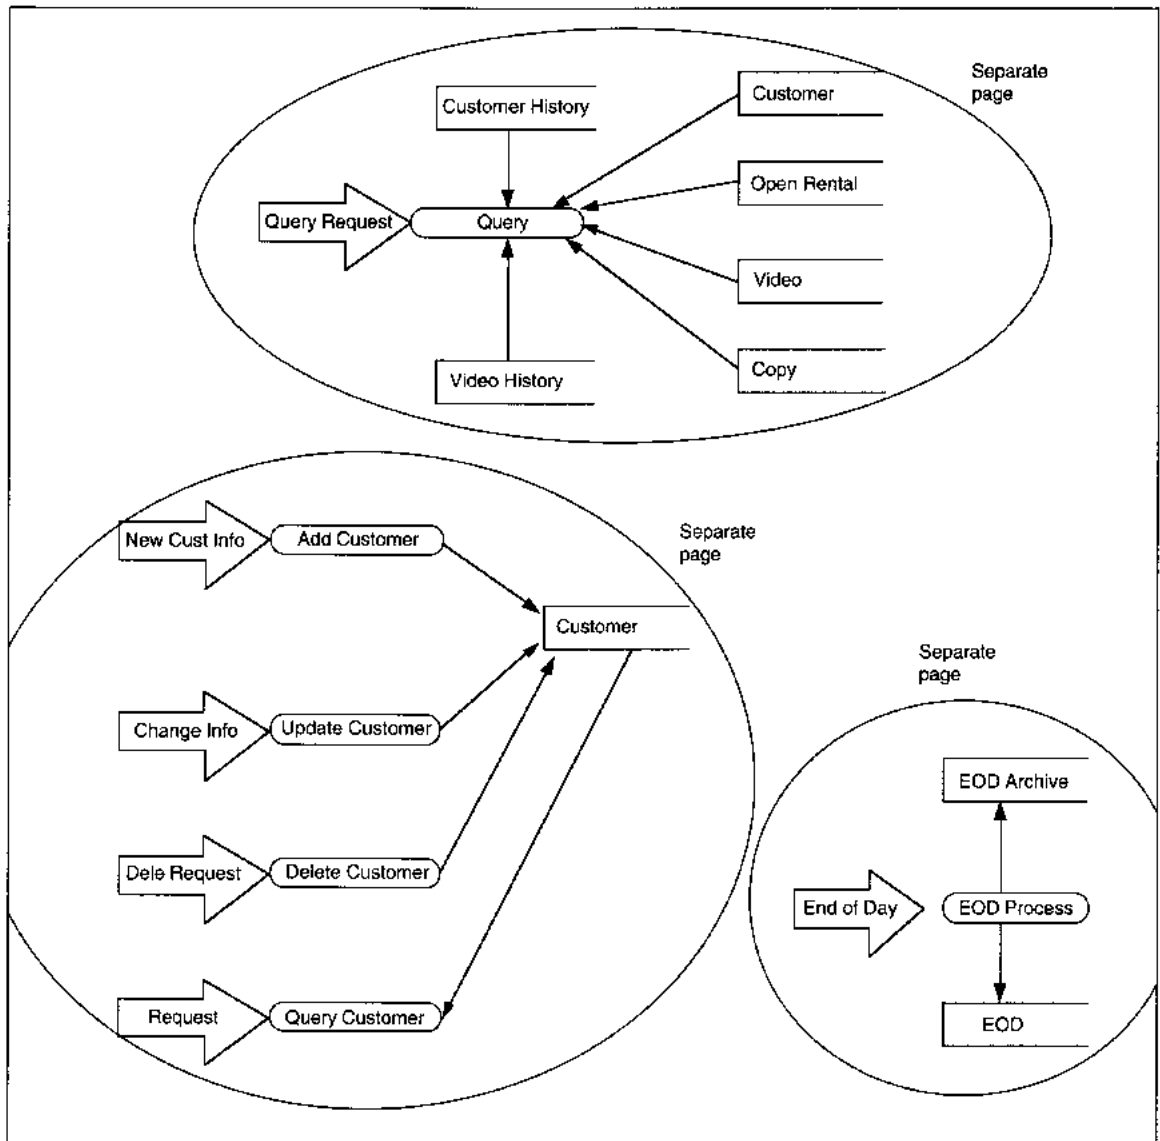 Separate
page
Customer History
Customer
Open Rental
Query Request
Query
Video
Video History
Copy
New Cust Info
Add Customer
Separate
page
Customer
Change Info
Update Customer
Separate
page
EOD Archive
Dele Request
Delete Customer
End of Day
EOD Process
Request
Query Customer
EOD